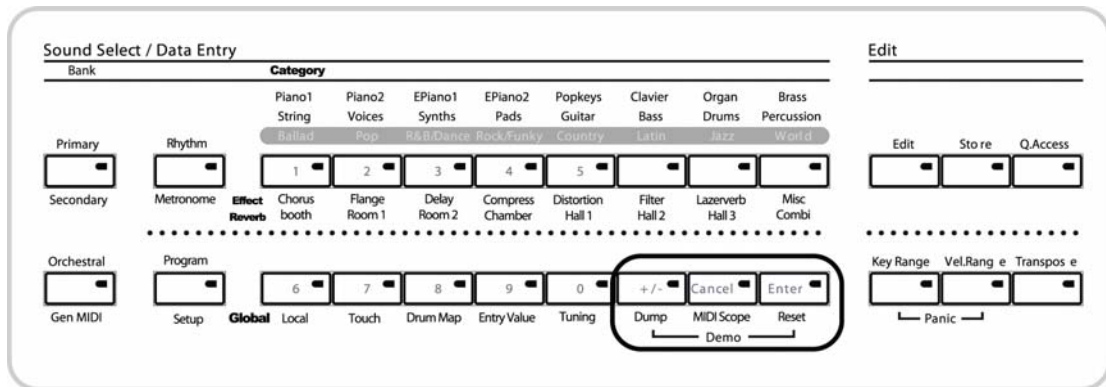 Sound Select / Data Entry
Edit
Bank
Category
Piano1 Piano2 EPiano1 EPiano2 Popkeys Clavier Organ Brass
String Voices Synths Pads Guitar Bass Drums Percussion
Primary Rhythm Ballad Pop R&B/Dance Rock/Funky Country Latin Jazz World
Edit Sto re Q.Access
1 2 3 4 5
Secondary Metronome Effect Chorus Flange Delay Compress Distortion Filter Lazerverb Misc
Reverb booth Room 1 Room 2 Chamber Hall 1 Hall 2 Hall 3 Combi
Orchestral Program
Key Range Vel.Rang e Transpos e
6 7 8 9 0 +/- Cancel Enter
Gen MIDI Setup Global Local Touch Drum Map Entry Value Tuning Dump MIDI Scope Reset
Panic
Demo